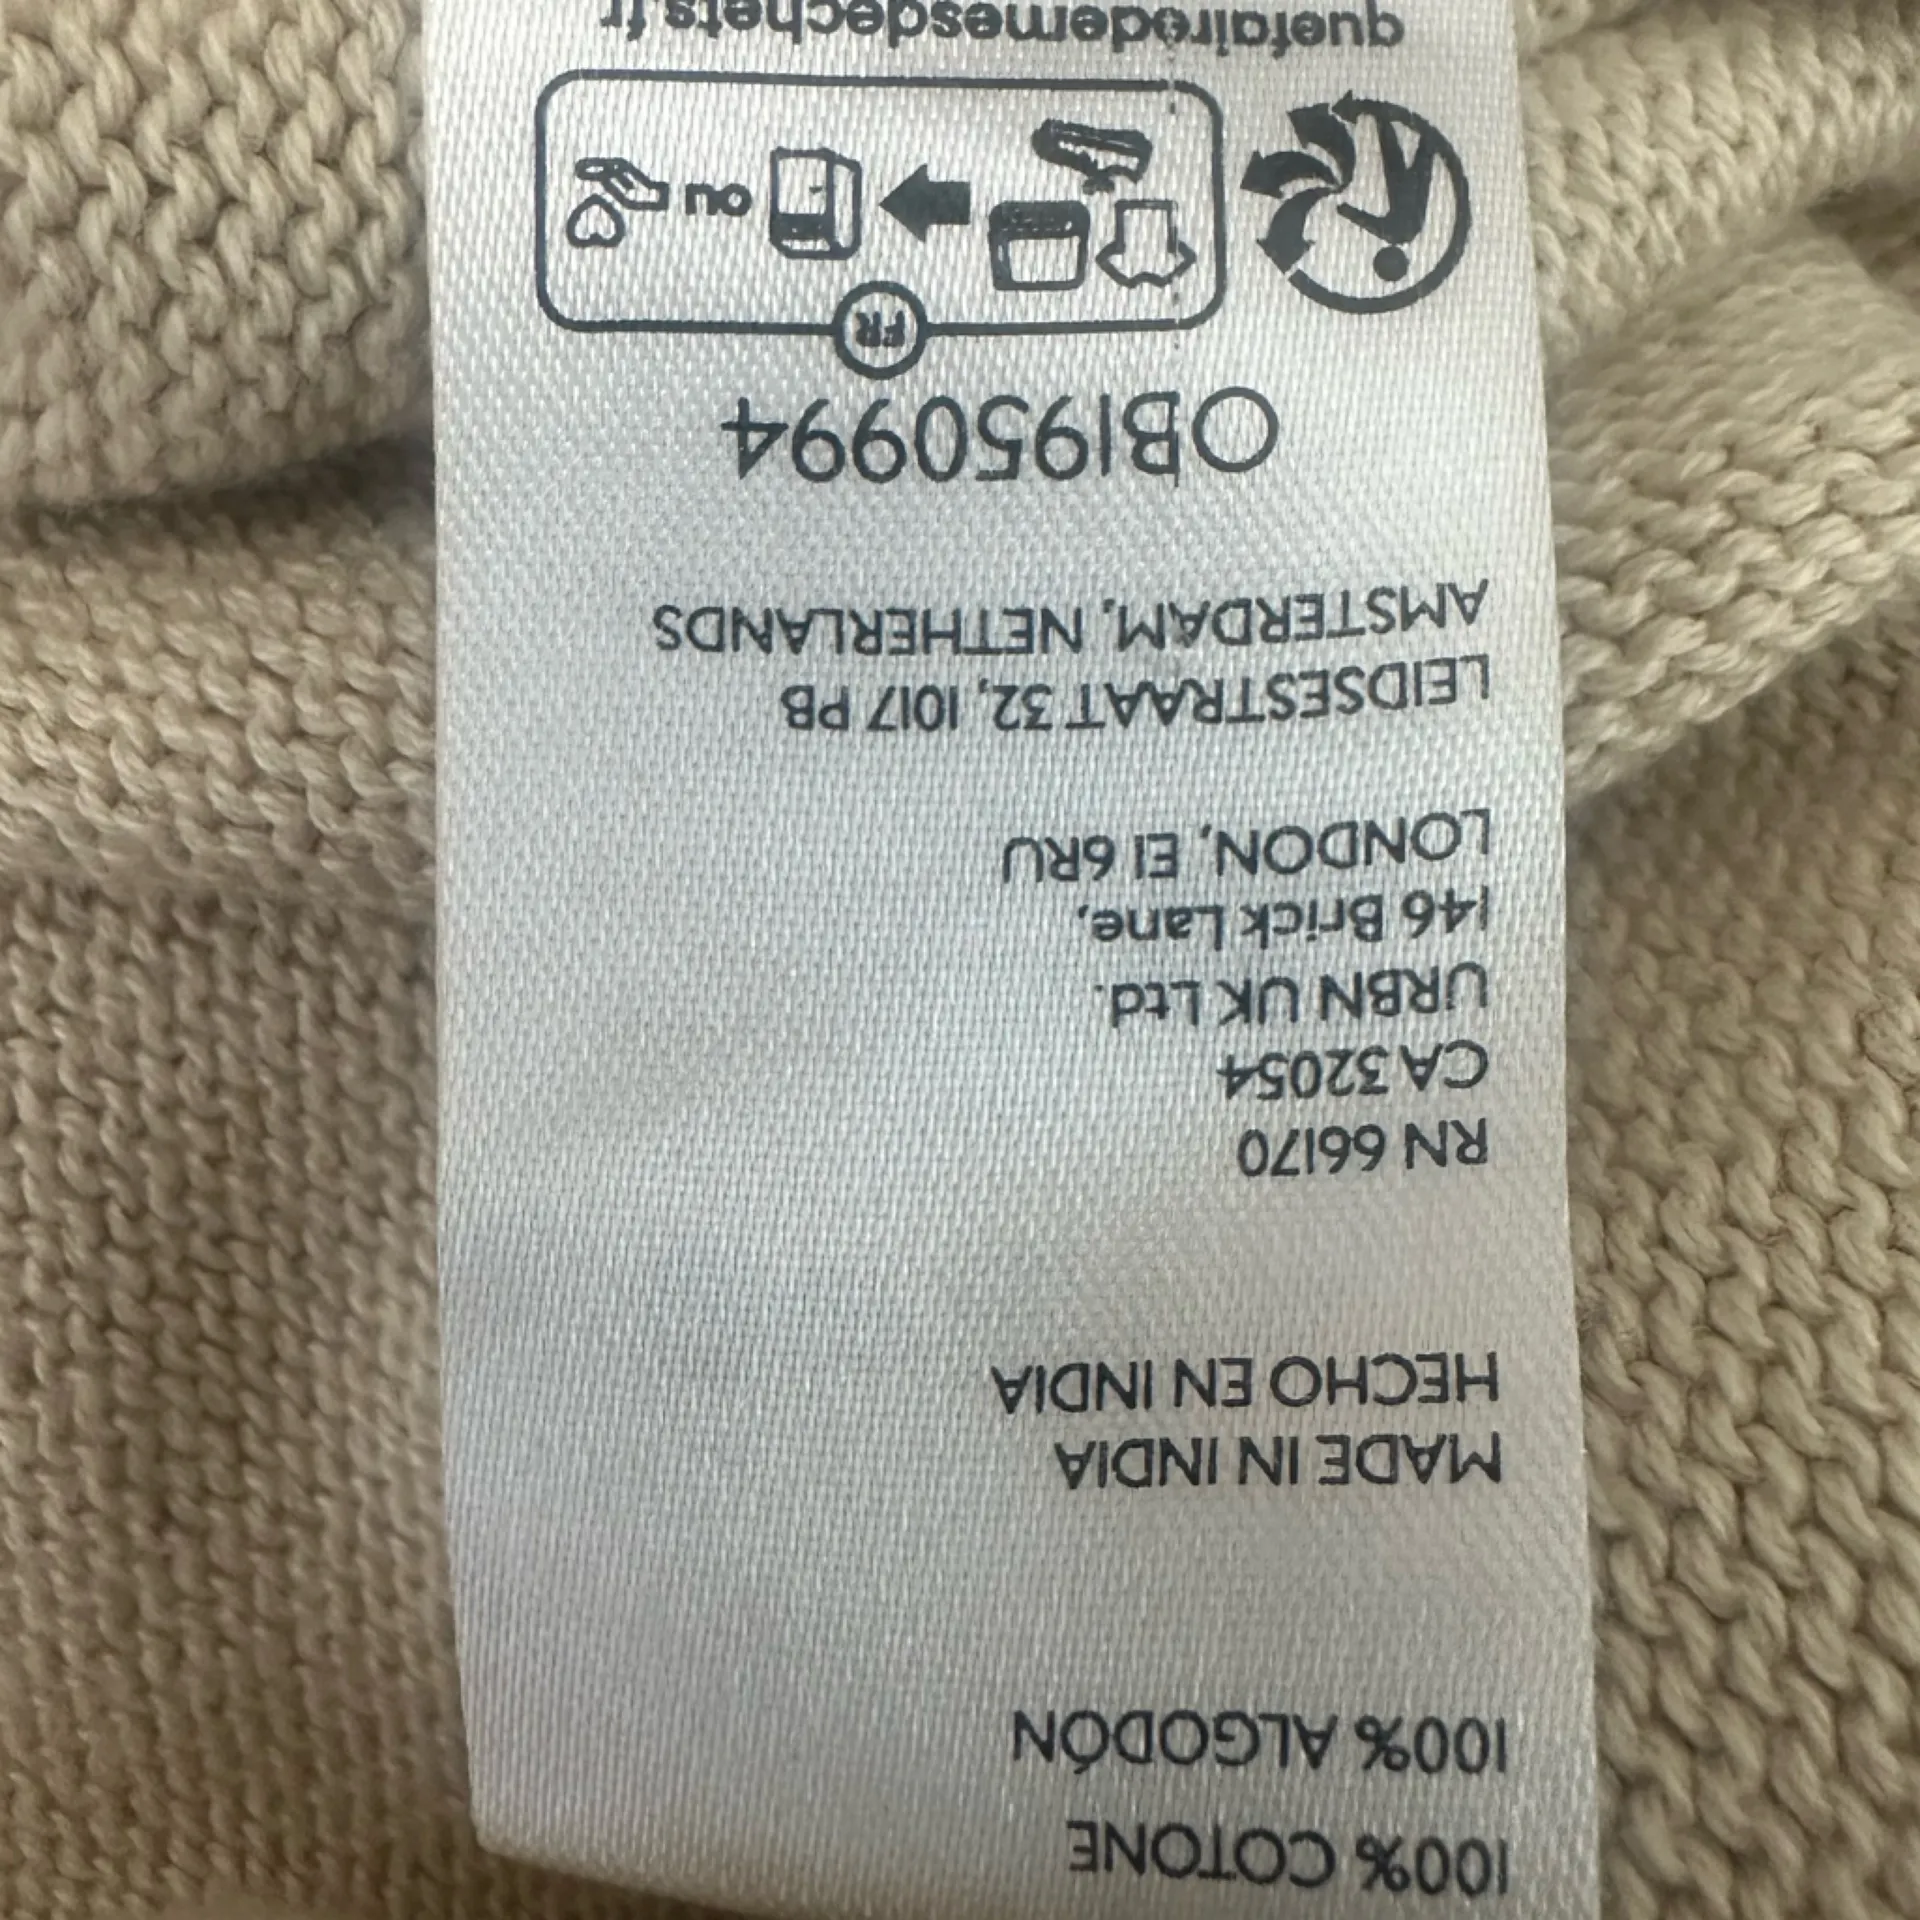 100% COTONE
100% ALGODÓN
MADE IN INDIA
HECHO EN INDIA
RN 66170
CA 32054
URBN UK Ltd.
146 Brick Lane,
LONDON, E1 6RU
LEIDSESTRAAT 32, 1017 PB
AMSTERDAM, NETHERLANDS
OB1950994
FR
ou
quefairedemesdechets.fr